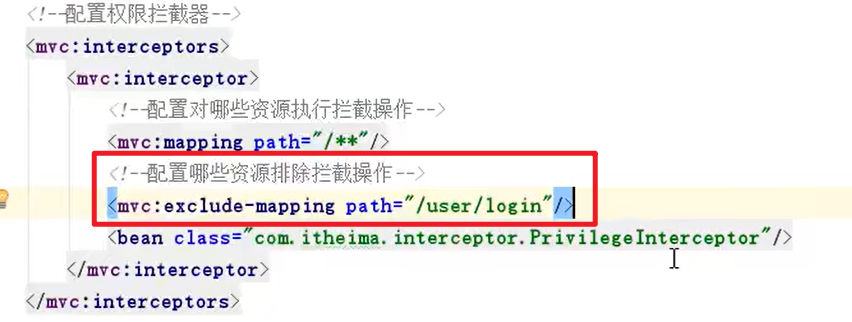 <!--配置权限拦截器-->
<mvc:interceptors>
<mvc:interceptor>
<!--配置对哪些资源执行拦截操作-->
<mvc:mapping path="/**"/>
<!--配置哪些资源排除拦截操作-->
<mvc:exclude-mapping path="/user/login"/>
<bean class="com.itheima.interceptor.PrivilegeInterceptor"/>
</mvc:interceptor>
</mvc:interceptors>